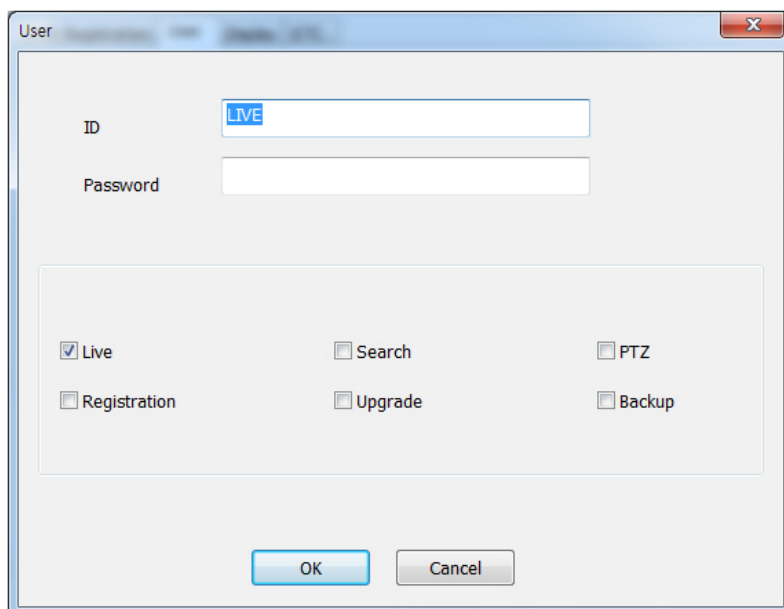 User
ID LIVE
Password
Live Search PTZ
Registration Upgrade Backup
OK Cancel